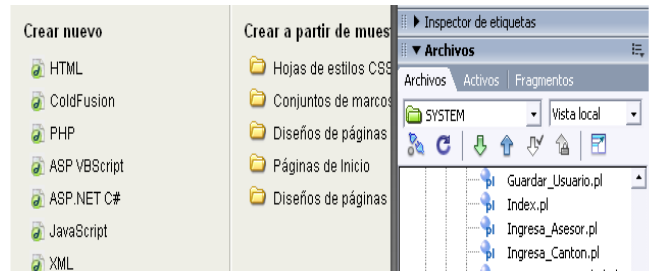 Crear nuevo
HTML
ColdFusion
PHP
ASP VBScript
ASP.NET C#
JavaScript
XML
Crear a partir de mues
Hojas de estilos CSS
Conjuntos de marcos
Diseños de páginas
Páginas de Inicio
Diseños de páginas
Inspector de etiquetas
Archivos
Archivos Activos Fragmentos
SYSTEM Vista local
Guardar_Usuario.pl
Index.pl
Ingresa_Asesor.pl
Ingresa_Canton.pl